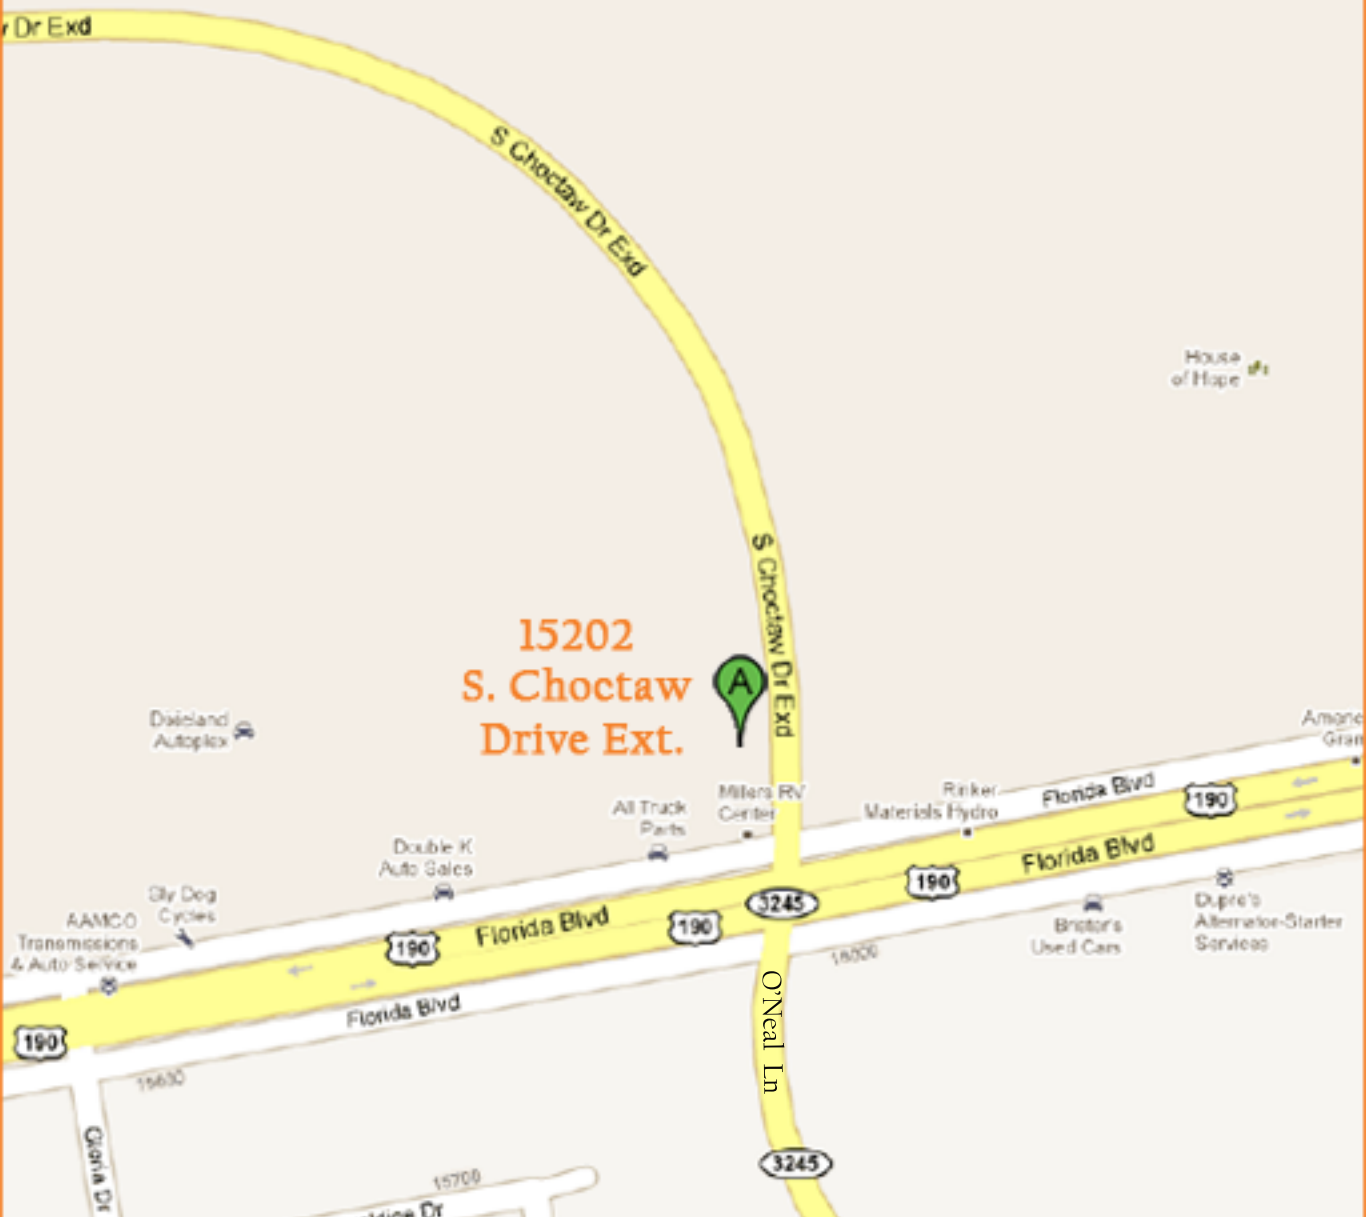 r Dr Exd
S Choctaw Dr Exd
House
of Hope
S Choctaw Dr Exd
15202
S. Choctaw
Drive Ext.
A
Dixieland
Autoplex
Millers RV
Center
All Truck
Parts
Double K
Auto Sales
Sly Dog
Cycles
AAMCO
Transmissions
& Auto Service
Rinker
Materials Hydro
Florida Blvd
190
Florida Blvd
190
3245
190
Florida Blvd
190
Florida Blvd
190
Bristor's
Used Cars
Dupre's
Alternator-Starter
Services
16000
O'Neal Ln
3245
Gloria Dr
15700
Dr